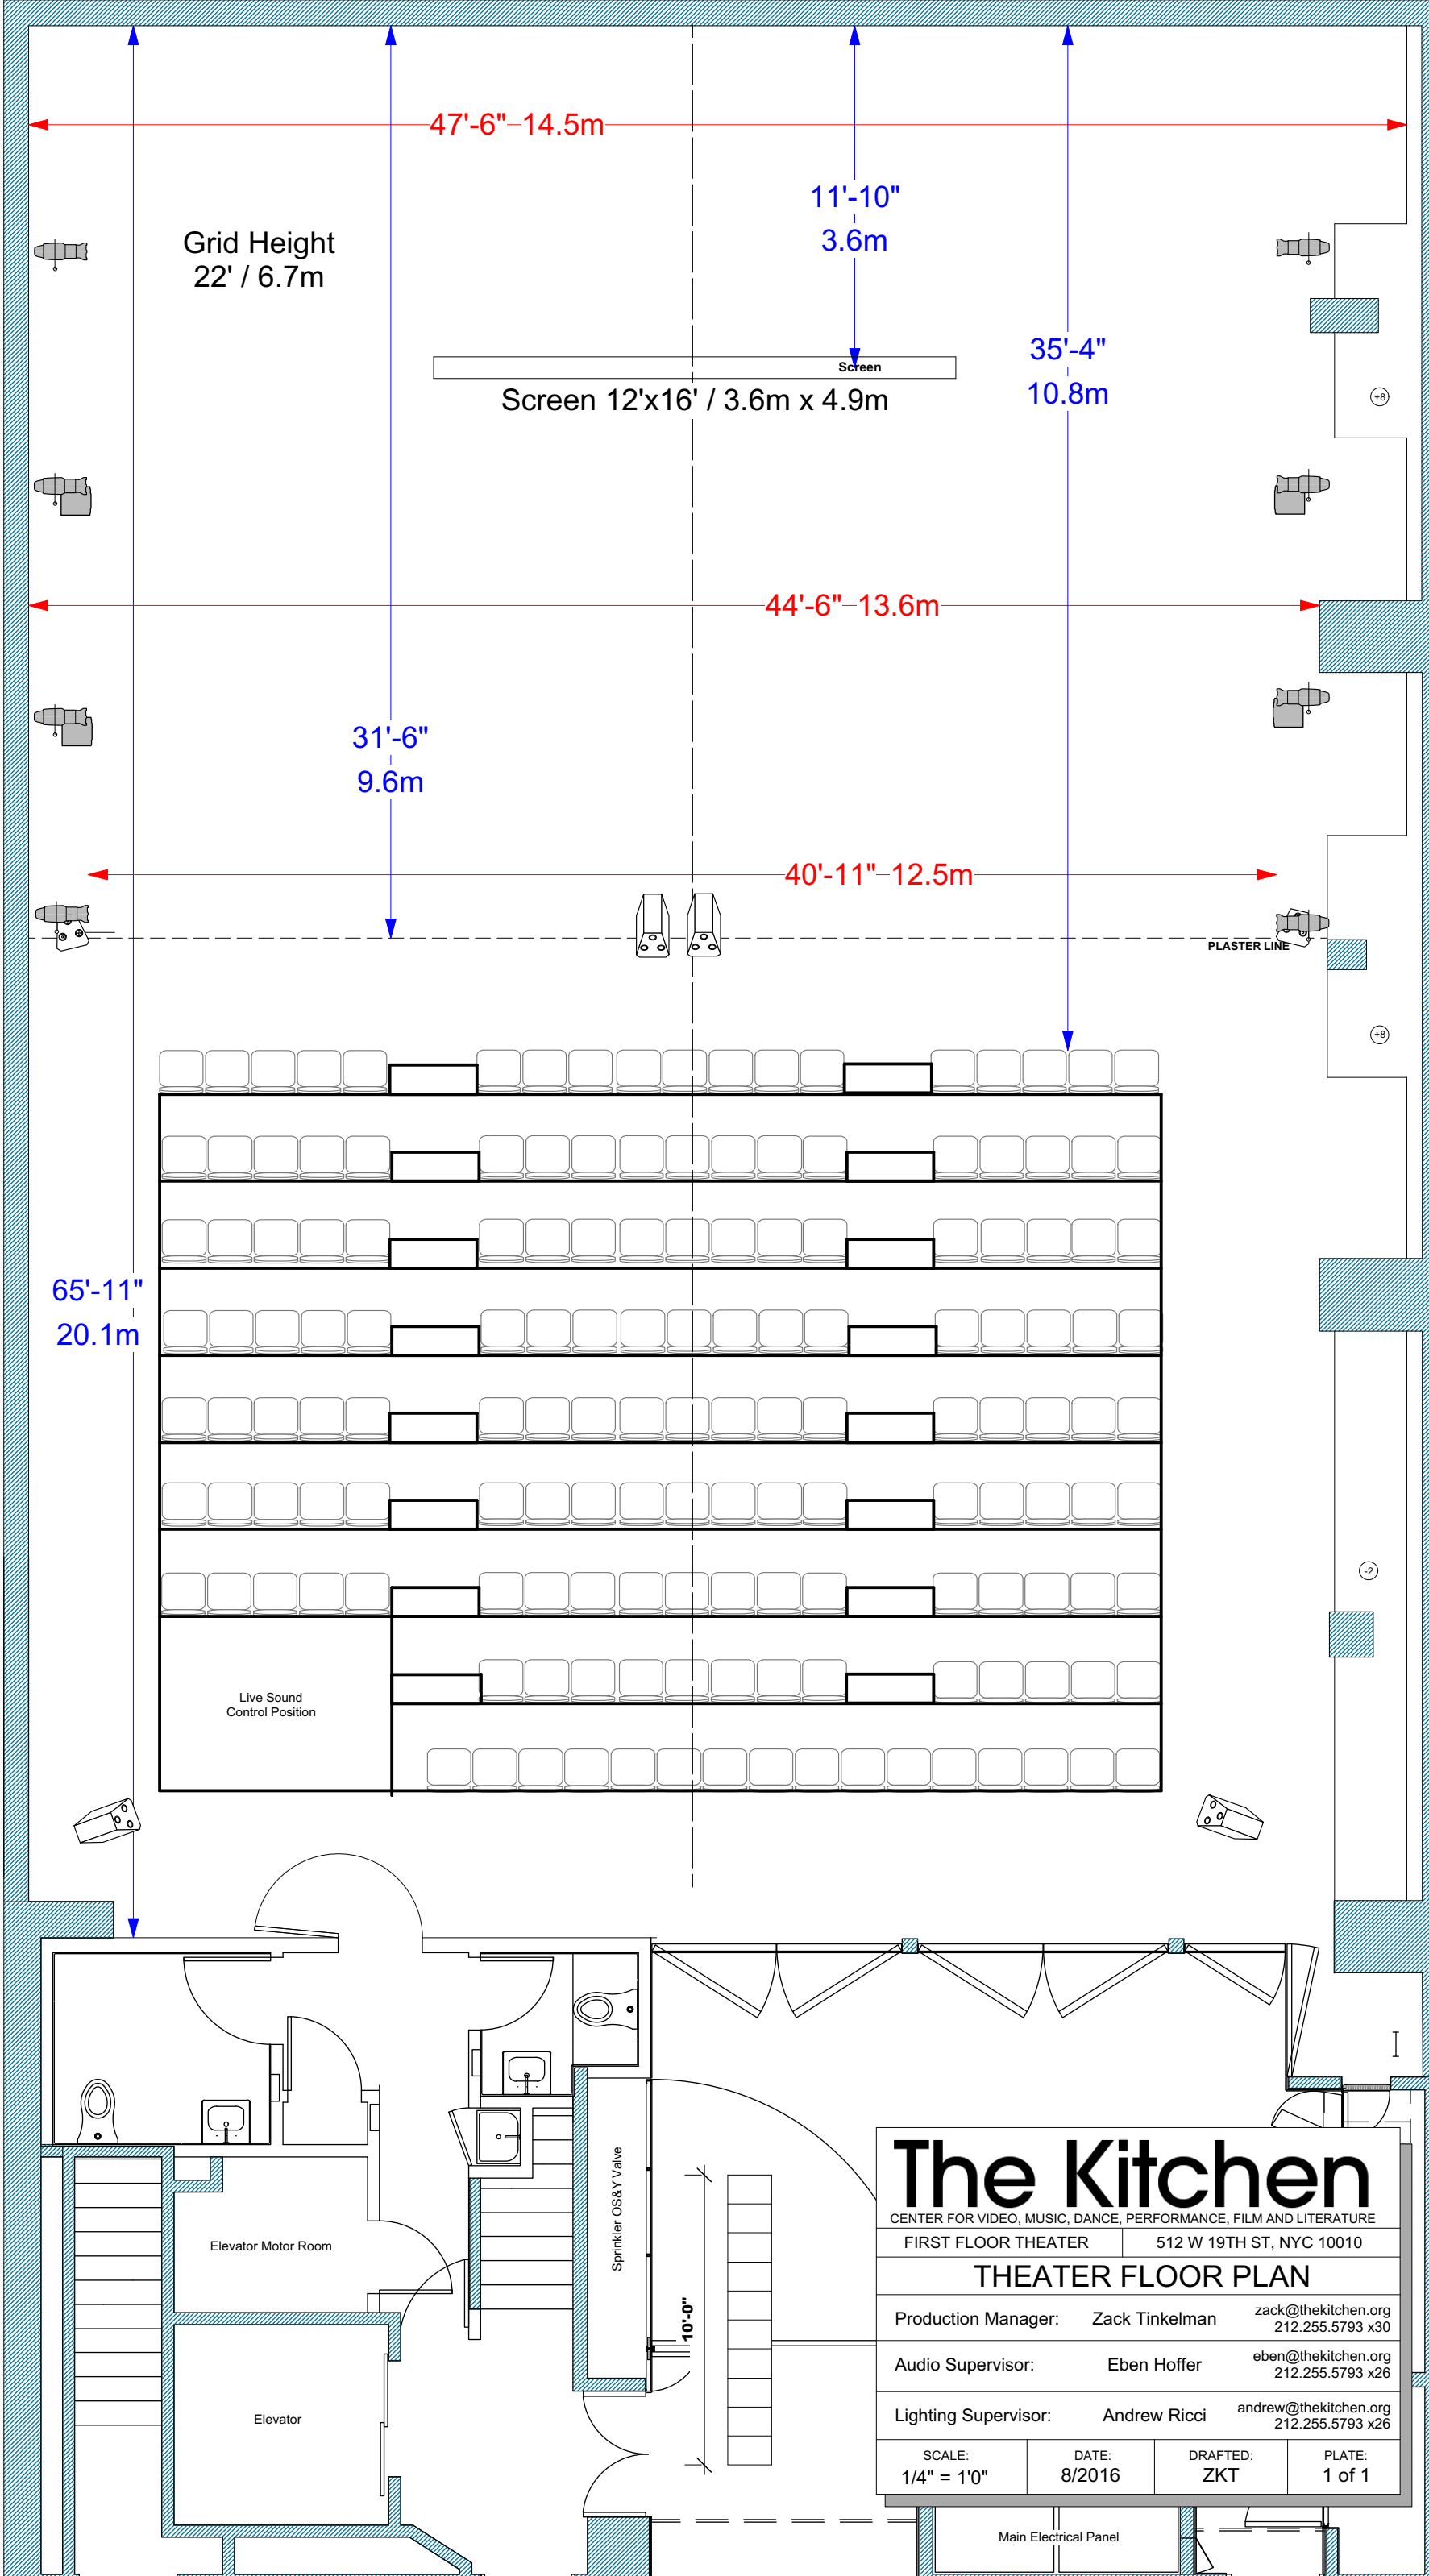 47'-6" 14.5m
11'-10"
3.6m
Grid Height
22' / 6.7m
35'-4"
10.8m
Screen
Screen 12'x16' / 3.6m x 4.9m
+8
44'-6" 13.6m
31'-6"
9.6m
40'-11" 12.5m
PLASTER LINE
+8
65'-11"
20.1m
-2
Live Sound
Control Position
Sprinkler OS&Y Valve
Elevator Motor Room
10'-0"
Elevator
The Kitchen
CENTER FOR VIDEO, MUSIC, DANCE, PERFORMANCE, FILM AND LITERATURE
FIRST FLOOR THEATER 512 W 19TH ST, NYC 10010
THEATER FLOOR PLAN
Production Manager: Zack Tinkelman zack@thekitchen.org
212.255.5793 x30
Audio Supervisor: Eben Hoffer eben@thekitchen.org
212.255.5793 x26
Lighting Supervisor: Andrew Ricci andrew@thekitchen.org
212.255.5793 x26
SCALE: DATE: DRAFTED: PLATE:
1/4" = 1'0" 8/2016 ZKT 1 of 1
Main Electrical Panel